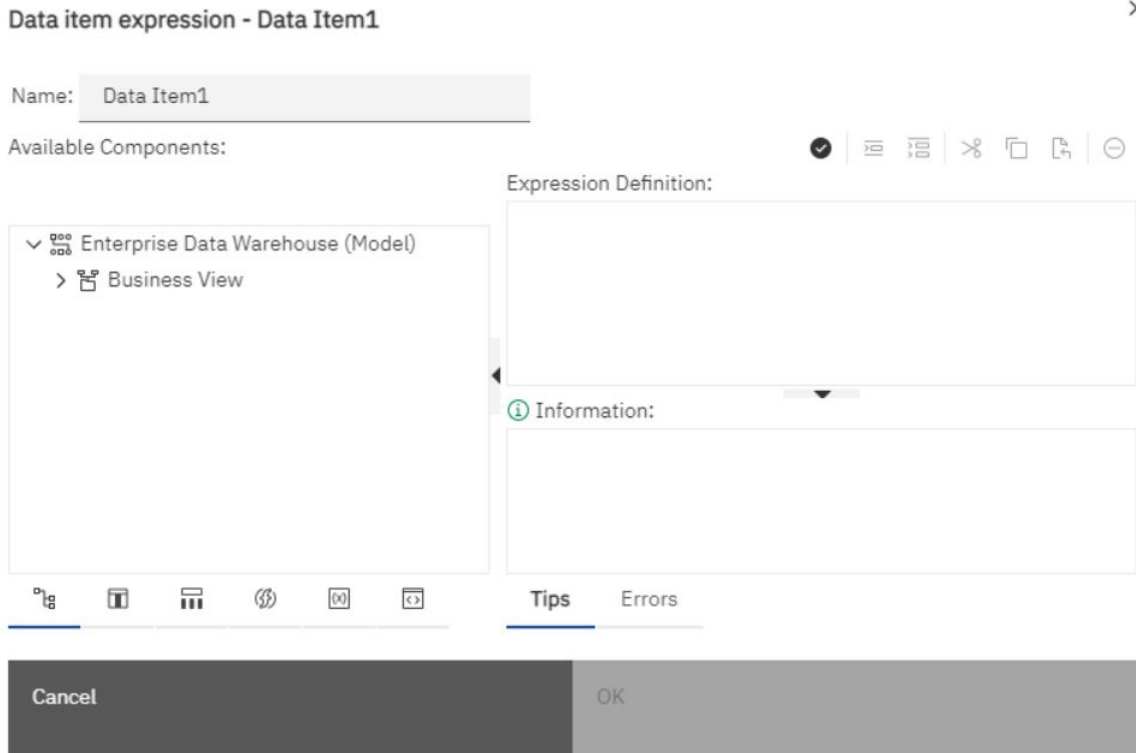 Data item expression - Data Item1
Name: Data Item1
Available Components:
Expression Definition:
Enterprise Data Warehouse (Model)
Business View
Information:
Tips Errors
Cancel OK